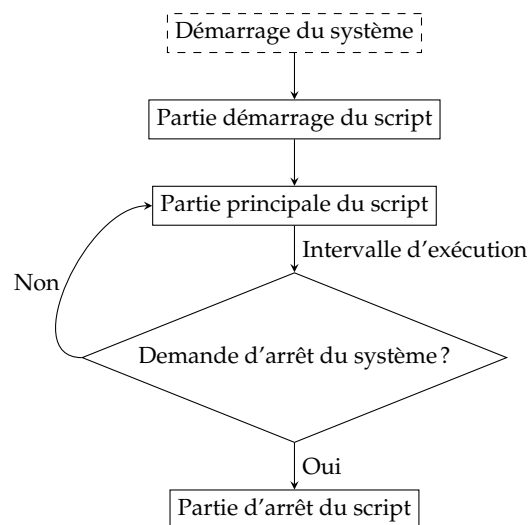 Démarrage du système
Partie démarrage du script
Partie principale du script
Intervalle d'exécution
Non
Demande d'arrêt du système ?
Oui
Partie d'arrêt du script